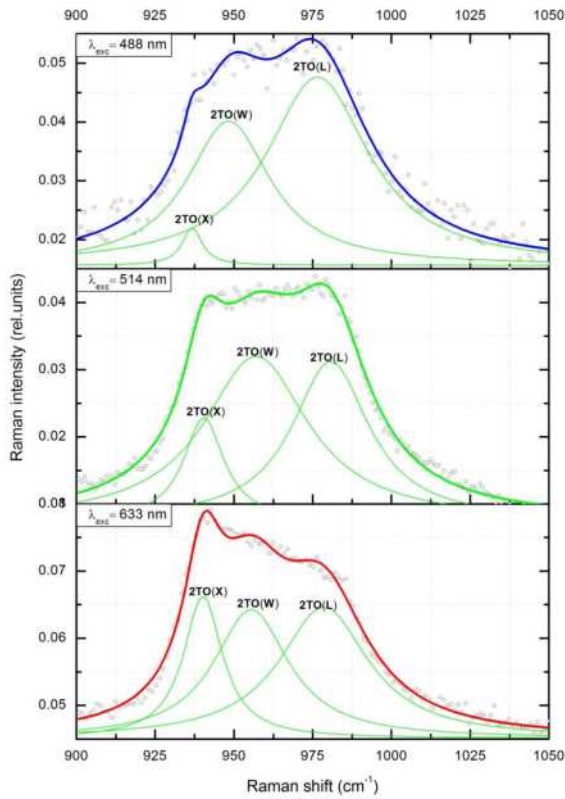 900 925 950 975 1000 1025 1050
λexc= 488 nm
0.05
0.04
0.03
0.02
2TO(W)
2TO(L)
2TO(X)
λexc= 514 nm
0.04
0.03
0.02
2TO(W)
2TO(L)
2TO(X)
λexc= 633 nm
0.07
0.06
0.05
2TO(X)
2TO(W)
2TO(L)
900 925 950 975 1000 1025 1050
Raman shift (cm⁻¹)
Raman intensity (rel.units)